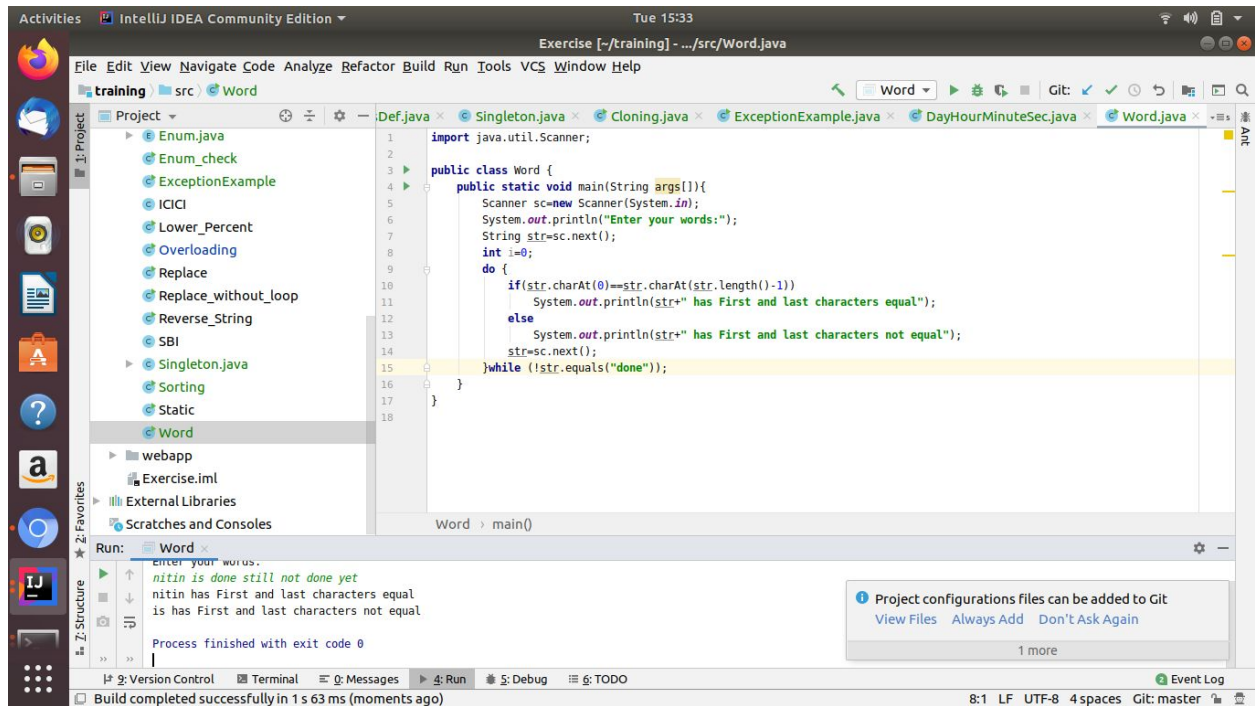 Activities IntelliJ IDEA Community Edition Tue 15:33
Exercise [~/training] - .../src/Word.java
File Edit View Navigate Code Analyze Refactor Build Run Tools VCS Window Help
training src Word Word Git:
1: Project
Project
Enum.java
Enum_check
ExceptionExample
ICICI
Lower_Percent
Overloading
Replace
Replace_without_loop
Reverse_String
SBI
Singleton.java
Sorting
Static
Word
webapp
Exercise.iml
External Libraries
Scratches and Consoles
Def.java Singleton.java Cloning.java ExceptionExample.java DayHourMinuteSec.java Word.java
Ant
1 import java.util.Scanner;
2
3 public class Word {
4 public static void main(String args[]){
5 Scanner sc=new Scanner(System.in);
6 System.out.println("Enter your words:");
7 String str=sc.next();
8 int i=0;
9 do {
10 if(str.charAt(0)==str.charAt(str.length()-1))
11 System.out.println(str+" has First and last characters equal");
12 else
13 System.out.println(str+" has First and last characters not equal");
14 str=sc.next();
15 }while (!str.equals("done"));
16 }
17 }
18
Word › main()
2: Favorites
Z: Structure
Run: Word
Enter your words:
nitin is done still not done yet
nitin has First and last characters equal
is has First and last characters not equal
Process finished with exit code 0
Project configurations files can be added to Git
View Files Always Add Don't Ask Again
1 more
9: Version Control Terminal 0: Messages 4: Run 5: Debug 6: TODO 2 Event Log
Build completed successfully in 1 s 63 ms (moments ago) 8:1 LF UTF-8 4 spaces Git: master